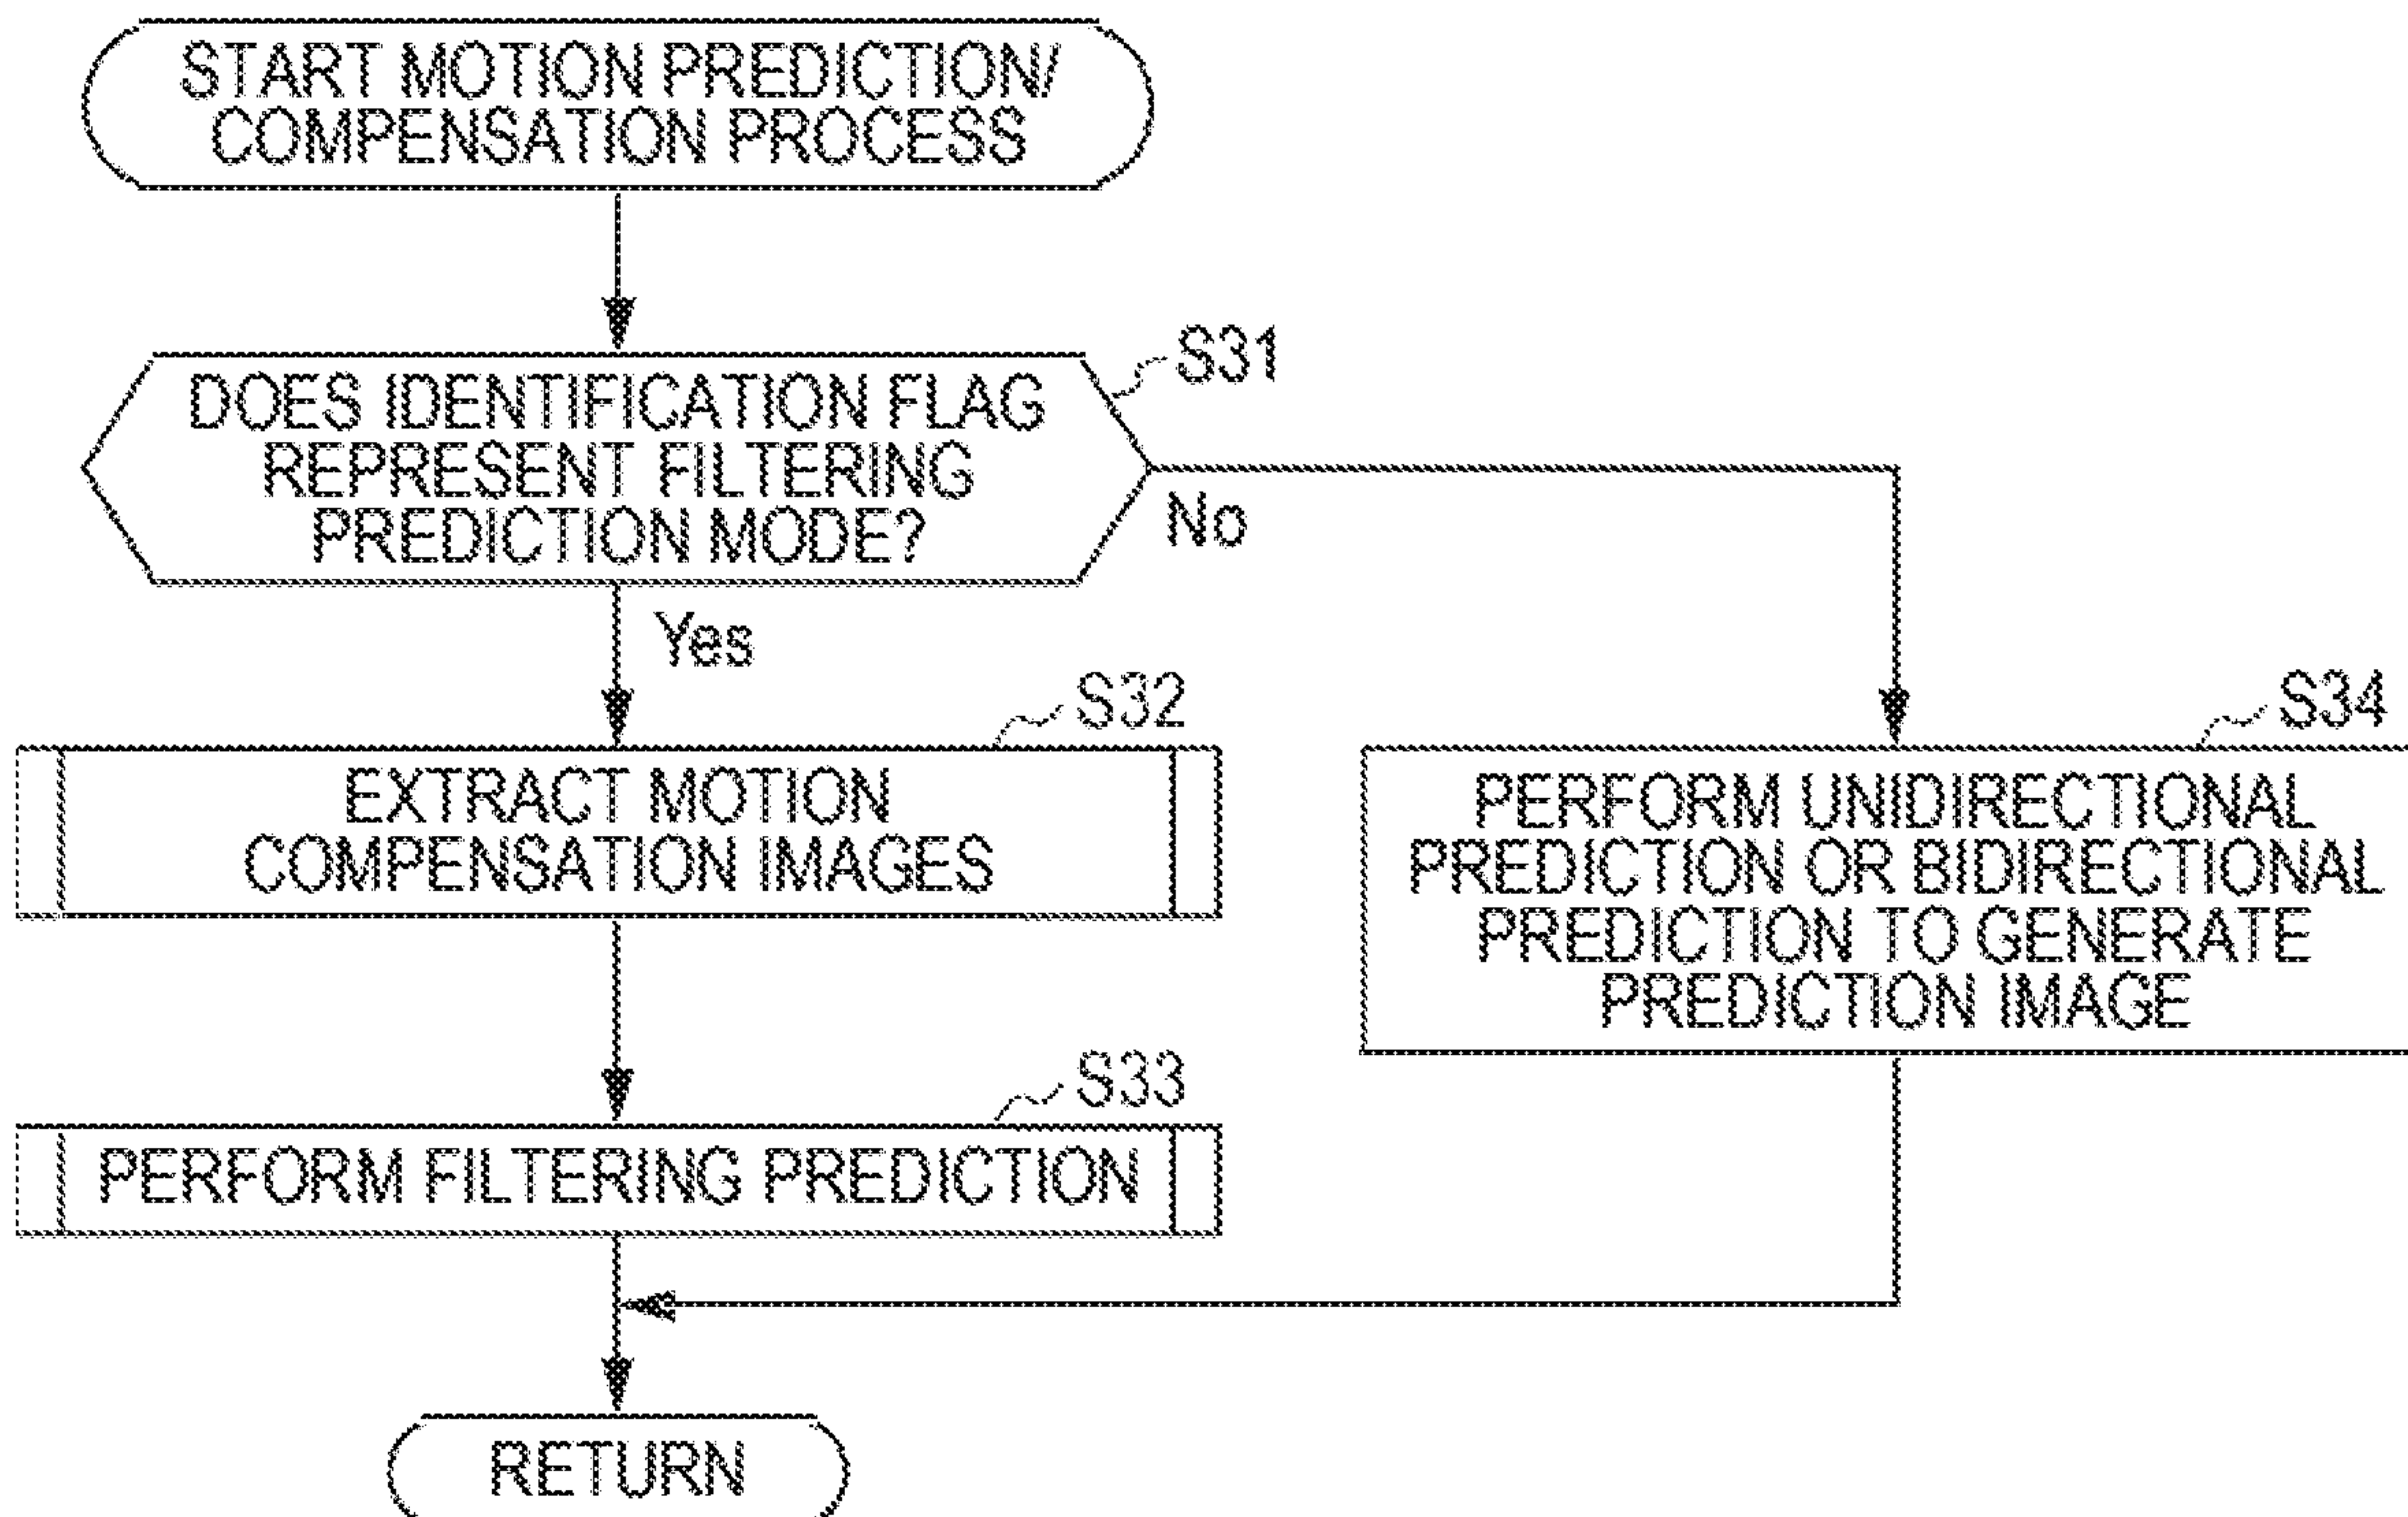 START MOTION PREDICTION/
COMPENSATION PROCESS
S31
DOES IDENTIFICATION FLAG
REPRESENT FILTERING
PREDICTION MODE?
No
Yes
S32
EXTRACT MOTION
COMPENSATION IMAGES
S34
PERFORM UNIDIRECTIONAL
PREDICTION OR BIDIRECTIONAL
PREDICTION TO GENERATE
PREDICTION IMAGE
S33
PERFORM FILTERING PREDICTION
RETURN